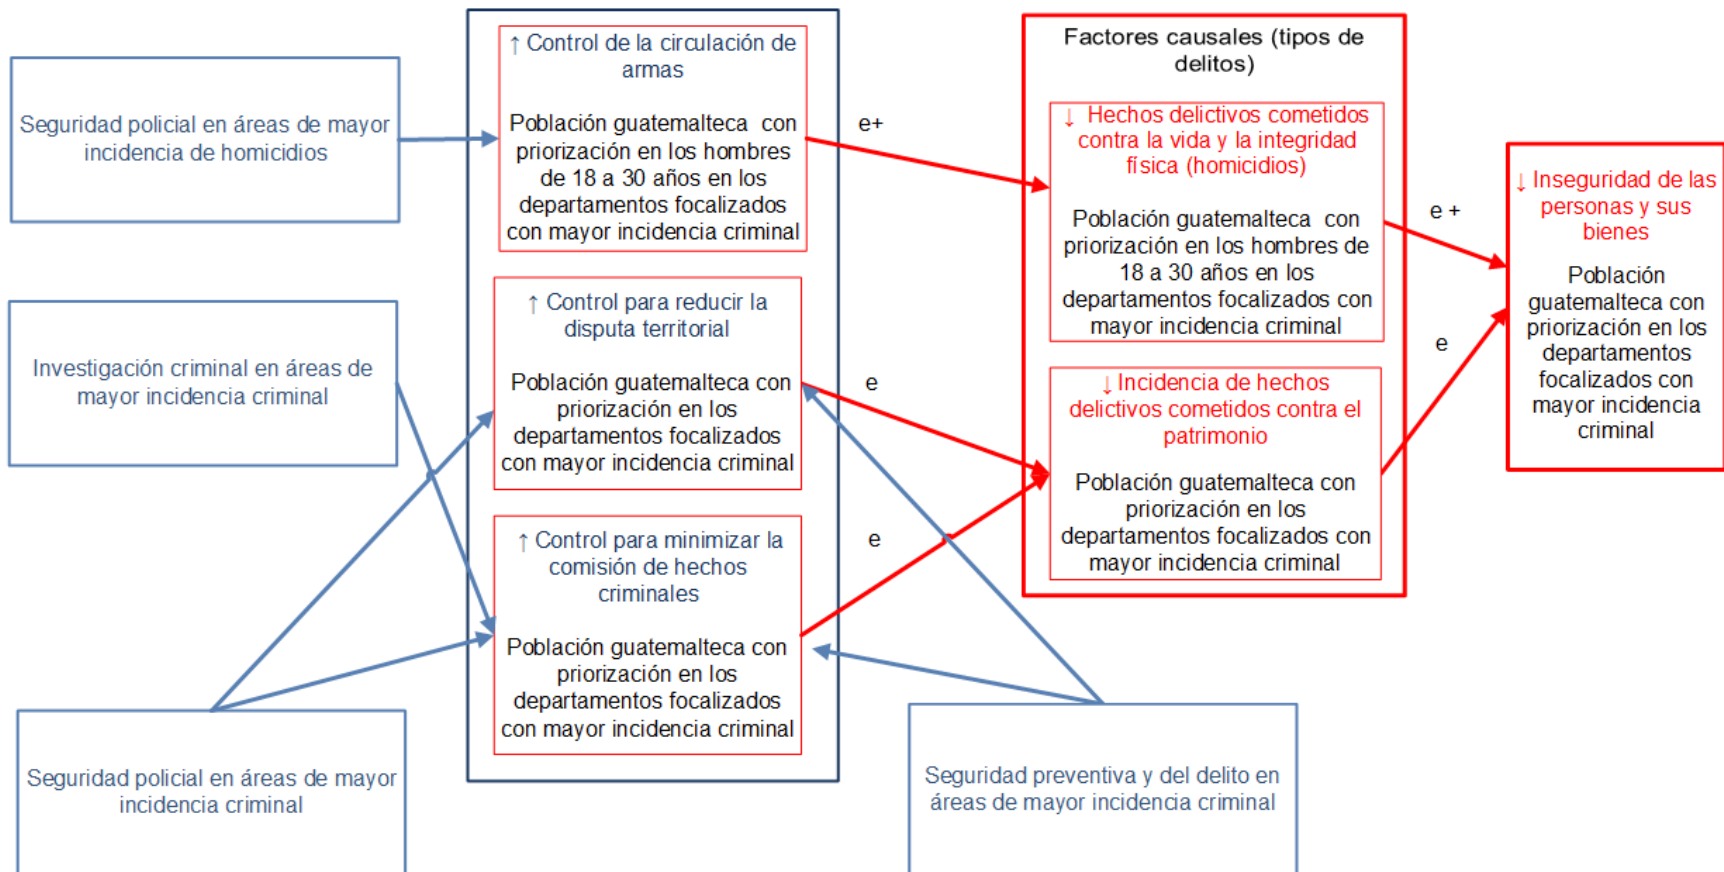 Seguridad policial en áreas de mayor
incidencia de homicidios
Investigación criminal en áreas de
mayor incidencia criminal
Seguridad policial en áreas de mayor
incidencia criminal
↑ Control de la circulación de
armas
Población guatemalteca con
priorización en los hombres
de 18 a 30 años en los
departamentos focalizados
con mayor incidencia criminal
↑ Control para reducir la
disputa territorial
Población guatemalteca con
priorización en los
departamentos focalizados
con mayor incidencia criminal
↑ Control para minimizar la
comisión de hechos
criminales
Población guatemalteca con
priorización en los
departamentos focalizados
con mayor incidencia criminal
e+
e
e
Factores causales (tipos de
delitos)
↓ Hechos delictivos cometidos
contra la vida y la integridad
física (homicidios)
Población guatemalteca con
priorización en los hombres de
18 a 30 años en los
departamentos focalizados con
mayor incidencia criminal
↓ Incidencia de hechos
delictivos cometidos contra el
patrimonio
Población guatemalteca con
priorización en los
departamentos focalizados con
mayor incidencia criminal
Seguridad preventiva y del delito en
áreas de mayor incidencia criminal
e +
e
↓ Inseguridad de las
personas y sus
bienes
Población
guatemalteca con
priorización en los
departamentos
focalizados con
mayor incidencia
criminal